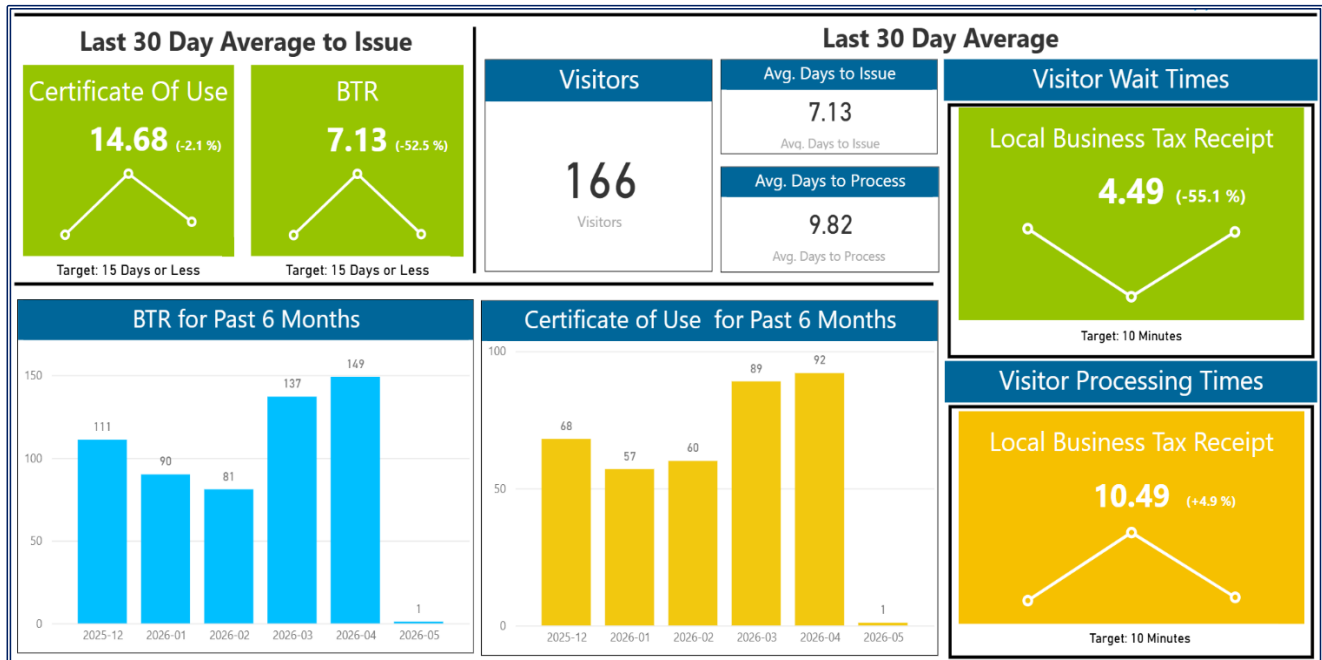 Last 30 Day Average to Issue
Certificate Of Use
14.68 (-2.1 %)
Target: 15 Days or Less
BTR
7.13 (-52.5 %)
Target: 15 Days or Less
Last 30 Day Average
Visitors
166
Visitors
Avg. Days to Issue
7.13
Avg. Days to Issue
Avg. Days to Process
9.82
Avg. Days to Process
Visitor Wait Times
Local Business Tax Receipt
4.49 (-55.1 %)
Target: 10 Minutes
Visitor Processing Times
Local Business Tax Receipt
10.49 (+4.9 %)
Target: 10 Minutes
BTR for Past 6 Months
150
100
50
0
111
90
81
137
149
1
2025-12 2026-01 2026-02 2026-03 2026-04 2026-05
Certificate of Use for Past 6 Months
100
50
0
68
57
60
89
92
1
2025-12 2026-01 2026-02 2026-03 2026-04 2026-05